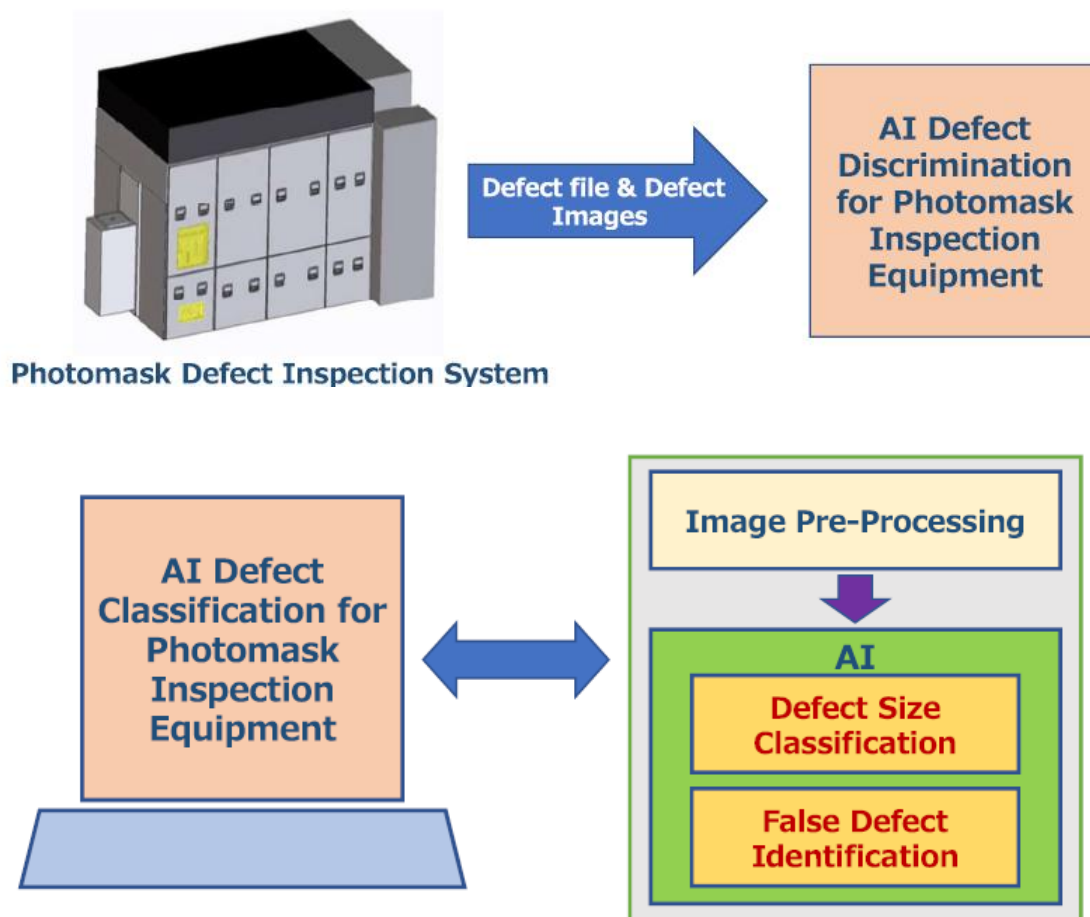 Defect file & Defect
Images
AI Defect
Discrimination
for Photomask
Inspection
Equipment
Photomask Defect Inspection System
AI Defect
Classification for
Photomask
Inspection
Equipment
Image Pre-Processing
AI
Defect Size
Classification
False Defect
Identification